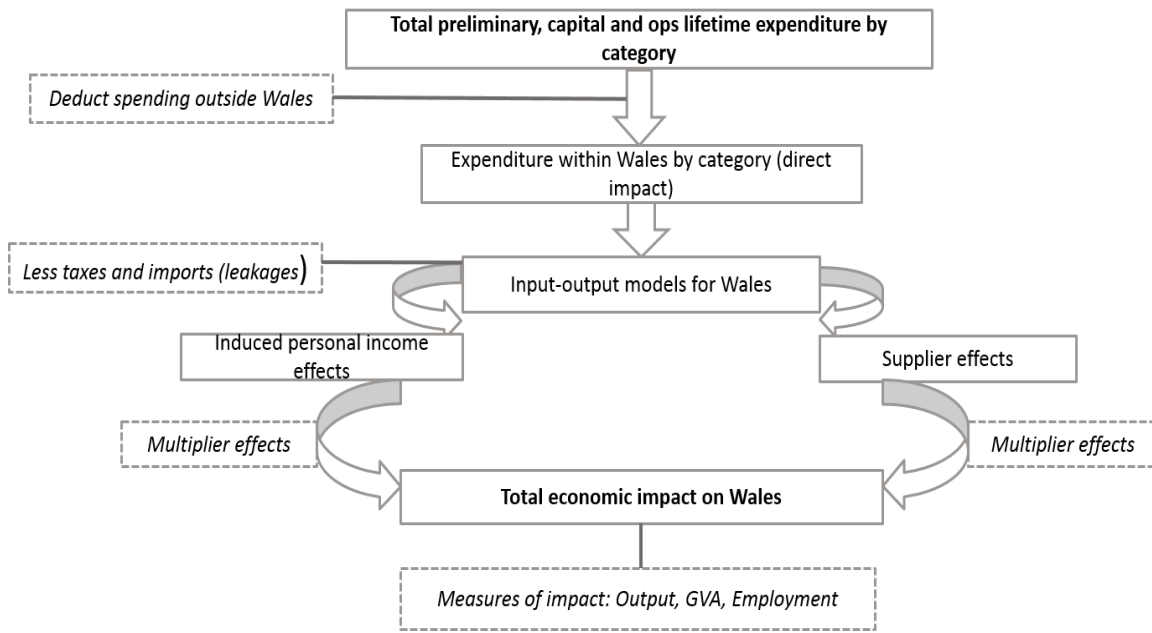 Total preliminary, capital and ops lifetime expenditure by
category
Deduct spending outside Wales
Expenditure within Wales by category (direct
impact)
Less taxes and imports (leakages)
Input-output models for Wales
Induced personal income
effects
Supplier effects
Multiplier effects
Multiplier effects
Total economic impact on Wales
Measures of impact: Output, GVA, Employment